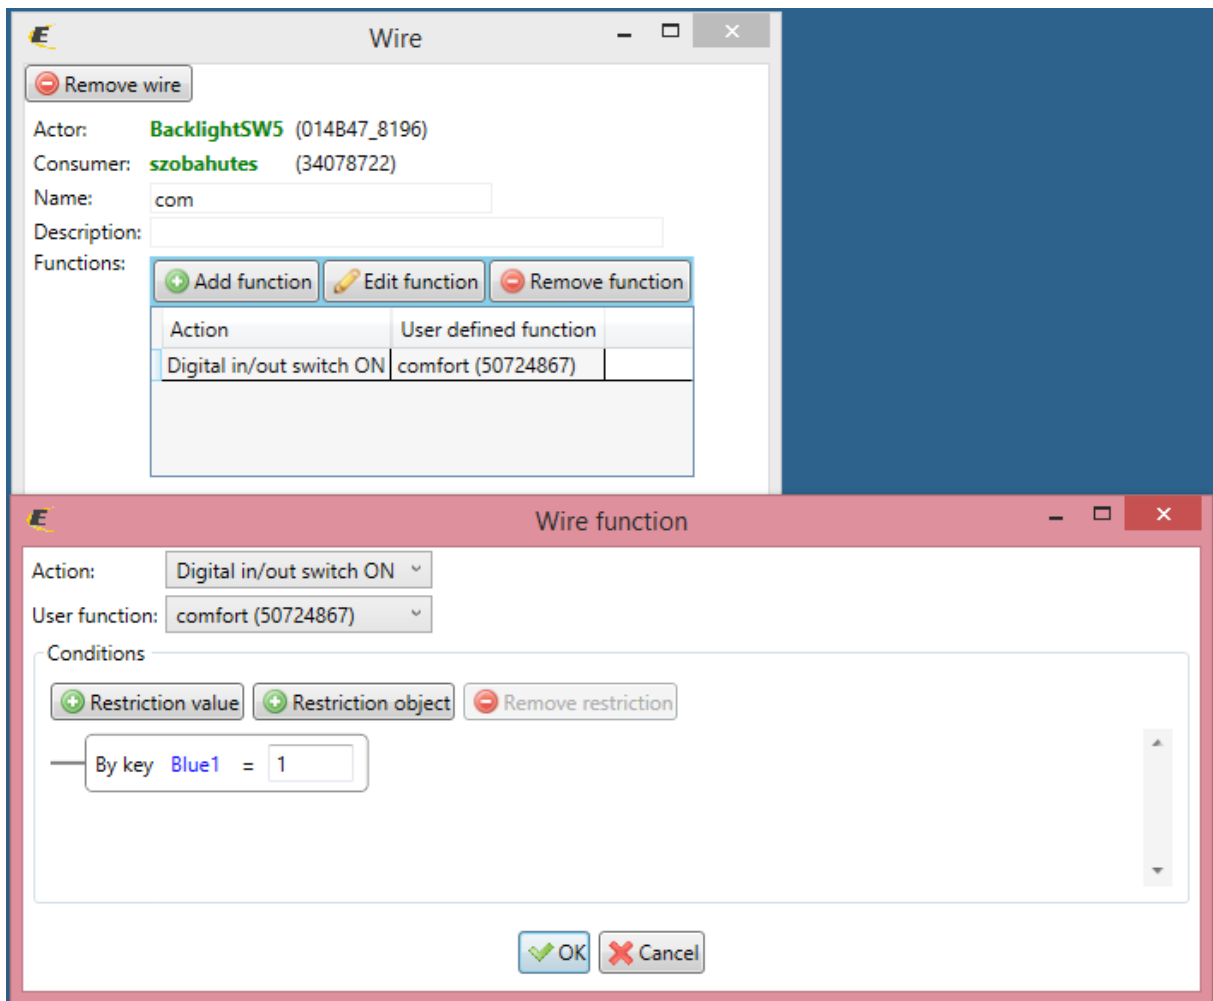 Wire
Remove wire
Actor: BacklightSW5 (014B47_8196)
Consumer: szobahutes (34078722)
Name: com
Description:
Functions:
Add function Edit function Remove function
Action User defined function
Digital in/out switch ON comfort (50724867)
Wire function
Action: Digital in/out switch ON
User function: comfort (50724867)
Conditions
Restriction value Restriction object Remove restriction
By key Blue1 = 1
OK Cancel